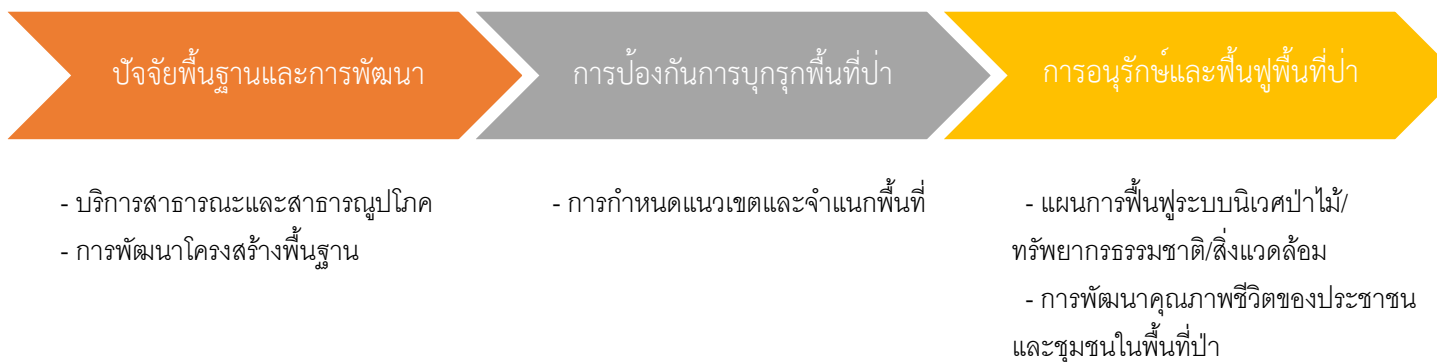 ปัจจัยพื้นฐานและการพัฒนา
การป้องกันการบุกรุกพื้นที่ป่า
การอนุรักษ์และฟื้นฟูพื้นที่ป่า
- บริการสาธารณะและสาธารณูปโภค
- การพัฒนาโครงสร้างพื้นฐาน
- การกำหนดแนวเขตและจำแนกพื้นที่
- แผนการฟื้นฟูระบบนิเวศป่าไม้/
ทรัพยากรธรรมชาติ/สิ่งแวดล้อม
- การพัฒนาคุณภาพชีวิตของประชาชน
และชุมชนในพื้นที่ป่า